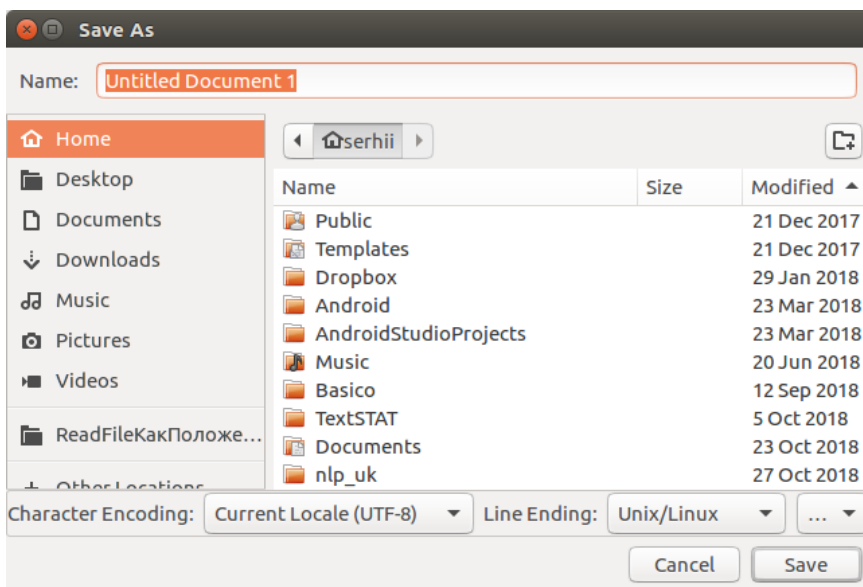 Save As
Name: Untitled Document 1
Home
Desktop
Documents
Downloads
Music
Pictures
Videos
ReadFileКакПоложе...
Other Locations
serhii
Name Size Modified
Public 21 Dec 2017
Templates 21 Dec 2017
Dropbox 29 Jan 2018
Android 23 Mar 2018
AndroidStudioProjects 23 Mar 2018
Music 20 Jun 2018
Basico 12 Sep 2018
TextSTAT 5 Oct 2018
Documents 23 Oct 2018
nlp_uk 27 Oct 2018
Character Encoding: Current Locale (UTF-8) Line Ending: Unix/Linux ...
Cancel Save